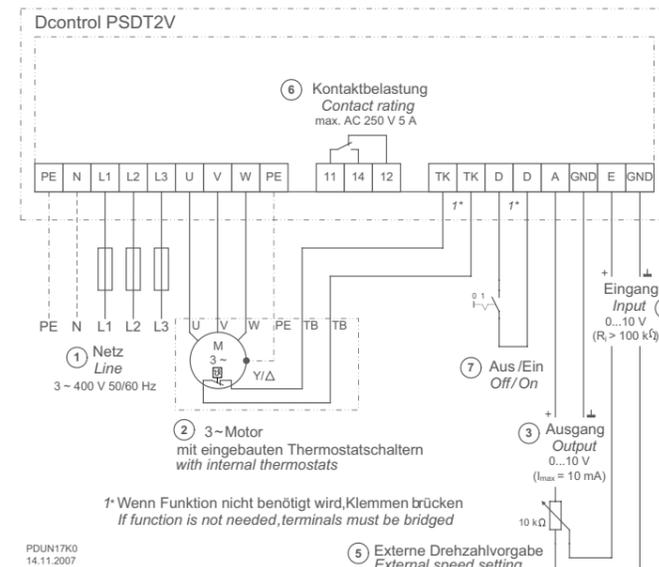 Dcontrol PSDT2V
6 Kontaktbelastung
Contact rating
max. AC 250 V 5 A
PE N L1 L2 L3 U V W PE 11 14 12 TK TK D D A GND E GND
1* 1*
0 1
+ ⊥
Eingang
Input
0...10 V
(Ri > 100 kΩ)
PE N L1 L2 L3 U V W PE TB TB
1 Netz
Line
3 ~ 400 V 50/60 Hz
M
3 ~
ϑ
Y/Δ
7 Aus/Ein
Off/On
+ ⊥
3 Ausgang
Output
0...10 V
(Imax = 10 mA)
2 3~Motor
mit eingebauten Thermostatschaltern
with internal thermostats
1* Wenn Funktion nicht benötigt wird,Klemmen brücken
If function is not needed,terminals must be bridged
10 kΩ
PDUN17K0
14.11.2007
5 Externe Drehzahlvorgabe
External speed setting